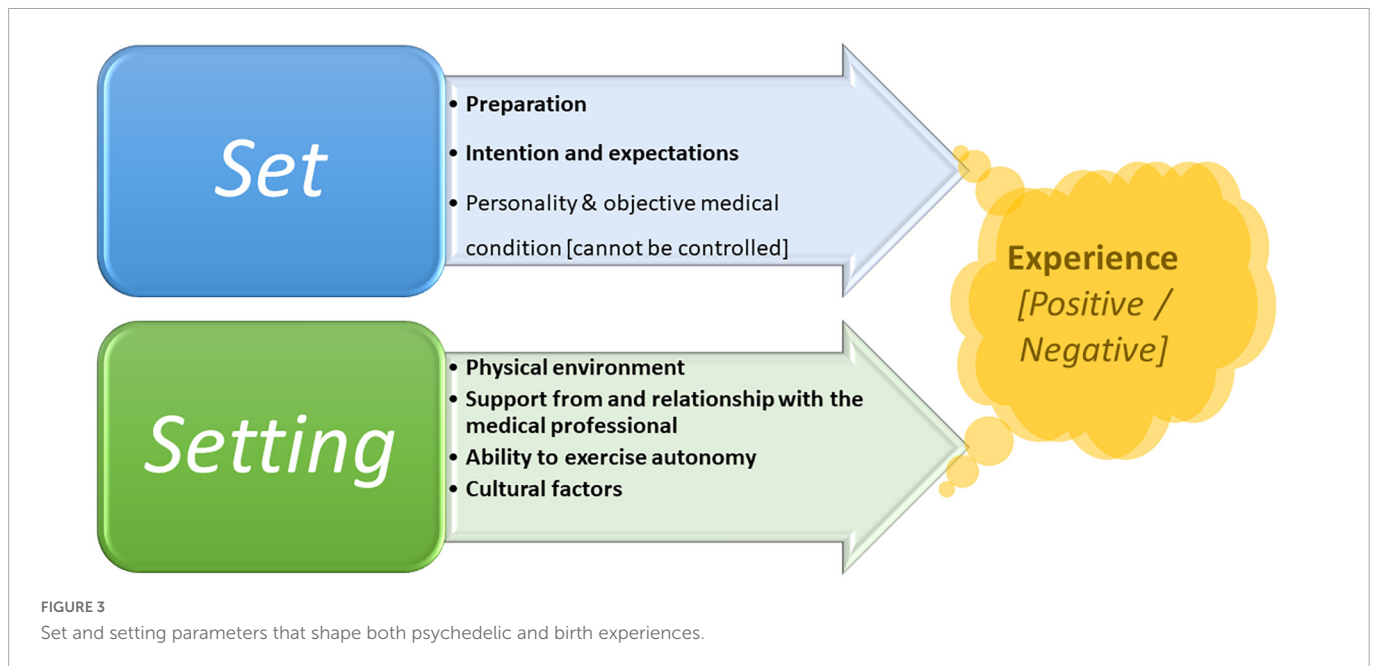 Set
• Preparation
• Intention and expectations
• Personality & objective medical
condition [cannot be controlled]
Setting
• Physical environment
• Support from and relationship with the
medical professional
• Ability to exercise autonomy
• Cultural factors
Experience
[Positive /
Negative]
FIGURE 3
Set and setting parameters that shape both psychedelic and birth experiences.